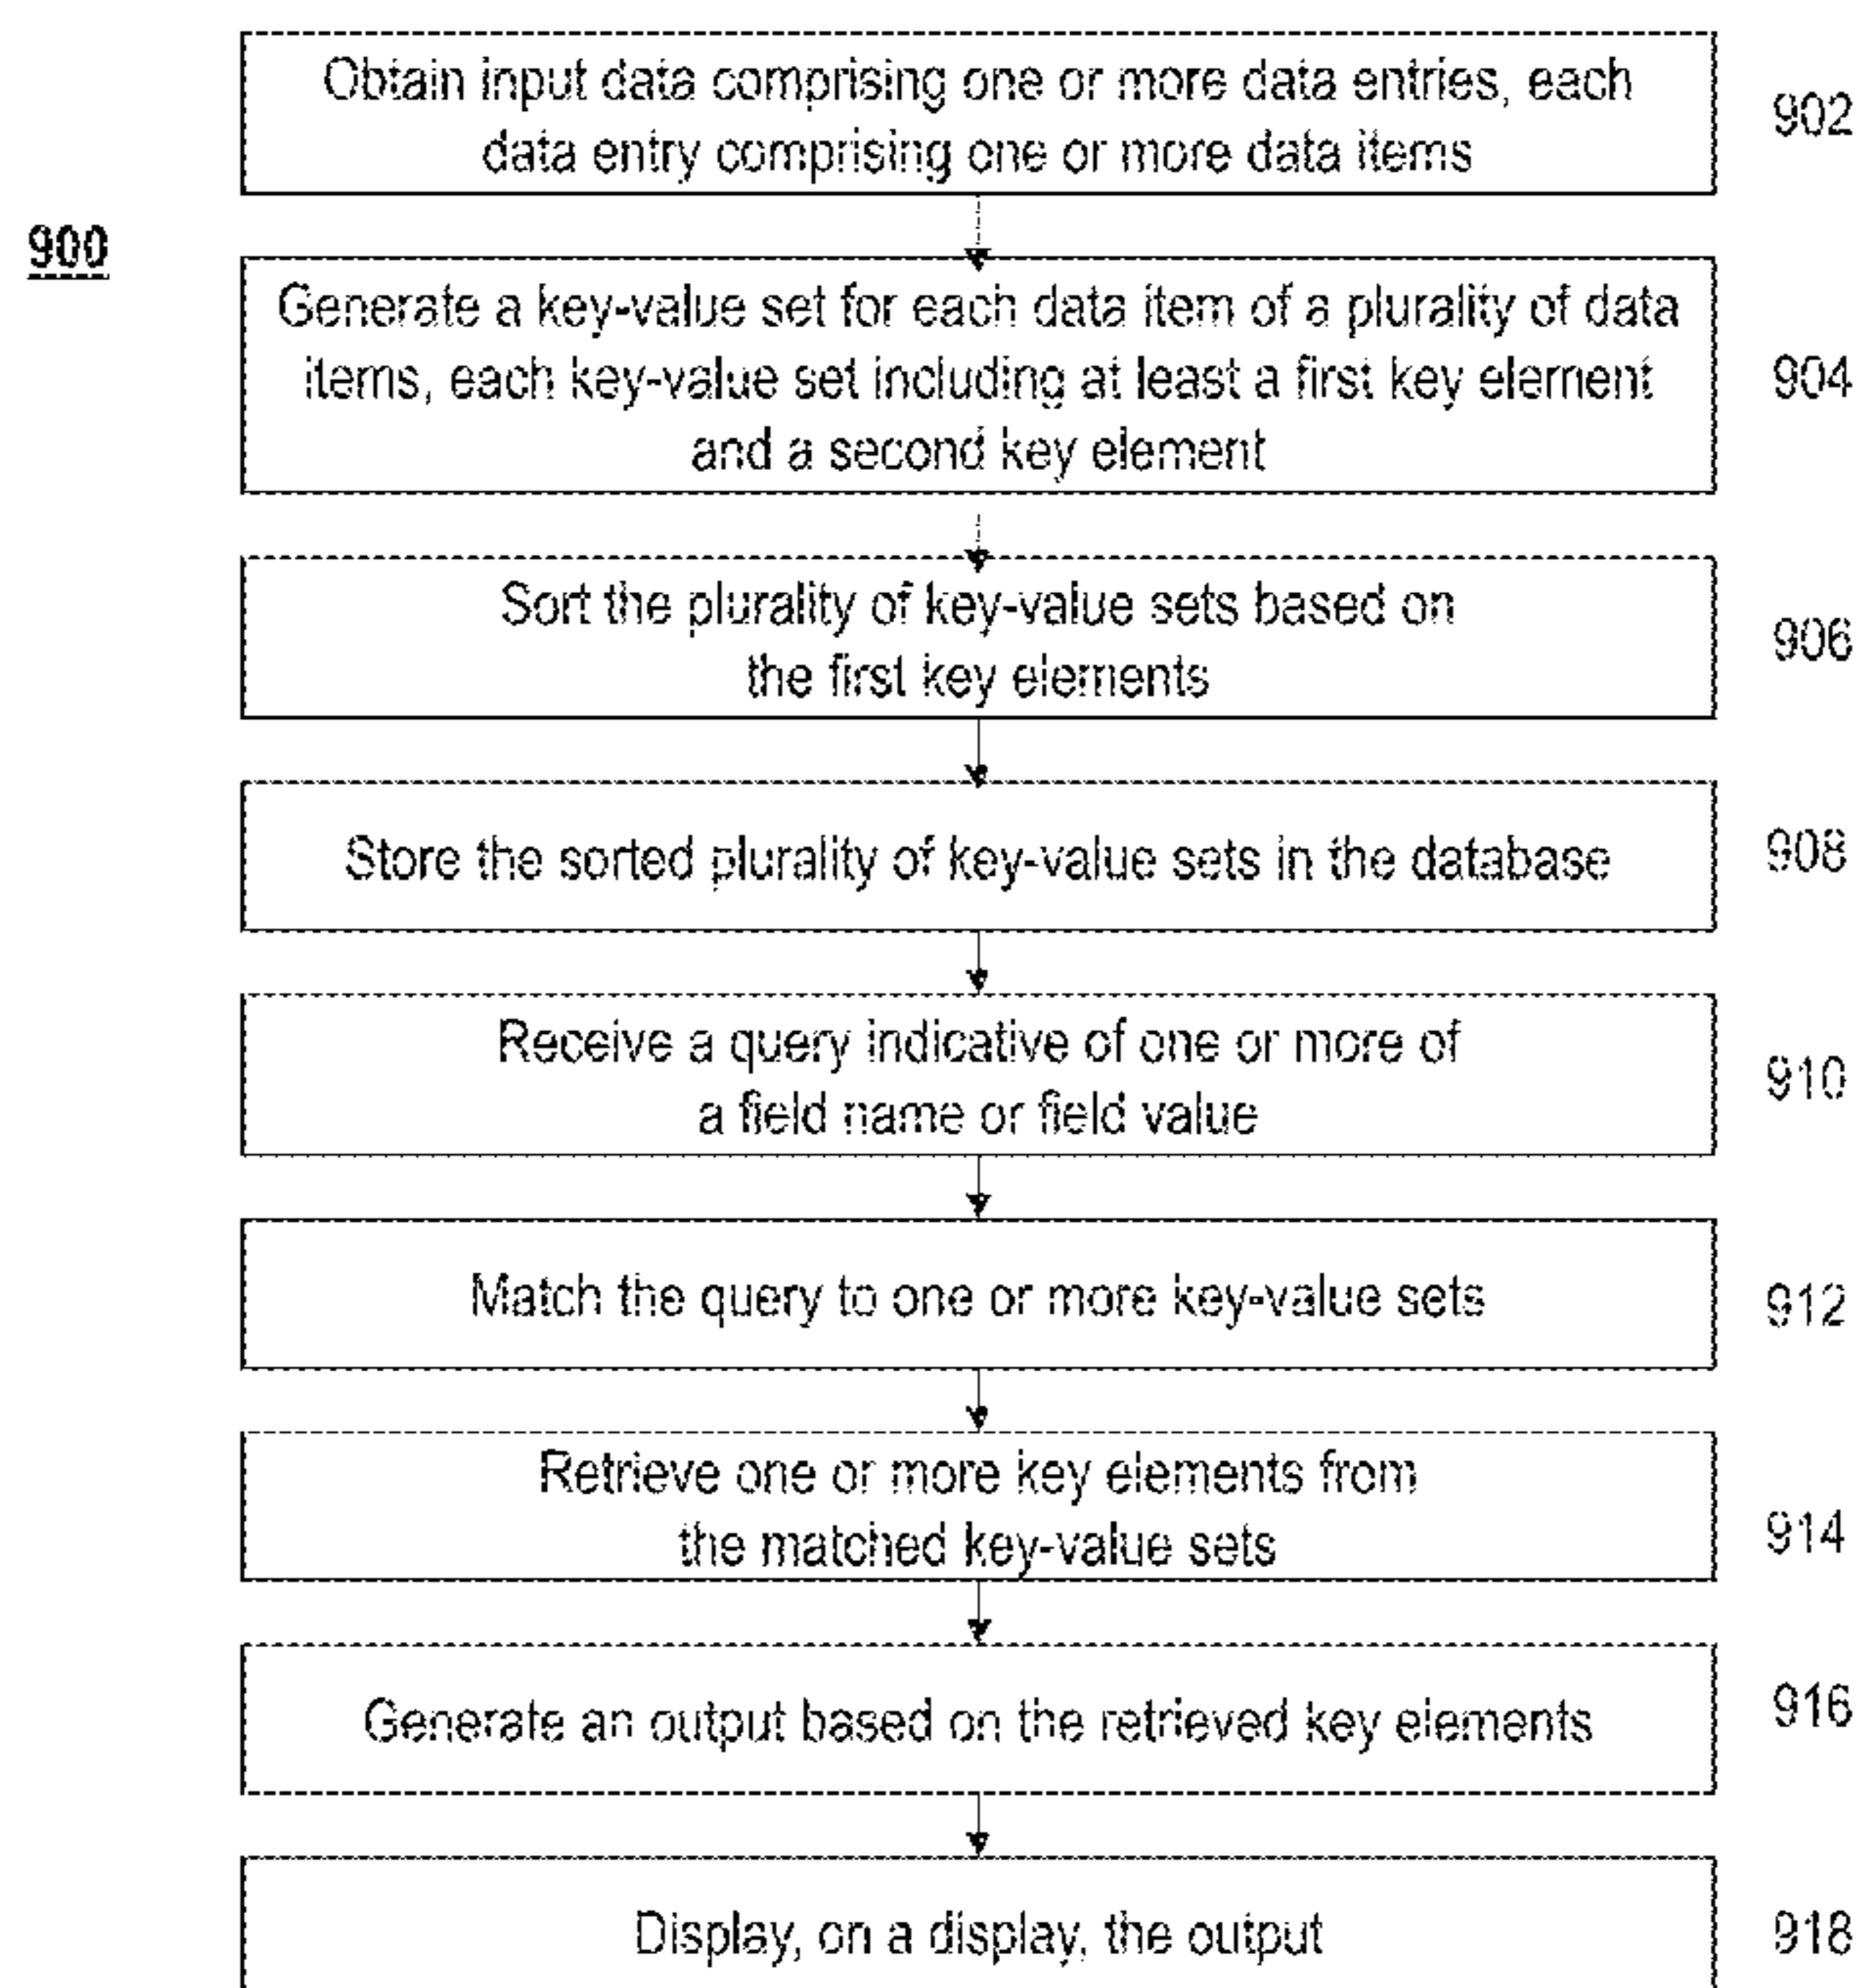 Obtain input data comprising one or more data entries, each
data entry comprising one or more data items
902
900
Generate a key-value set for each data item of a plurality of data
items, each key-value set including at least a first key element
and a second key element
904
Sort the plurality of key-value sets based on
the first key elements
906
Store the sorted plurality of key-value sets in the database
908
Receive a query indicative of one or more of
a field name or field value
910
Match the query to one or more key-value sets
912
Retrieve one or more key elements from
the matched key-value sets
914
Generate an output based on the retrieved key elements
916
Display, on a display, the output
918